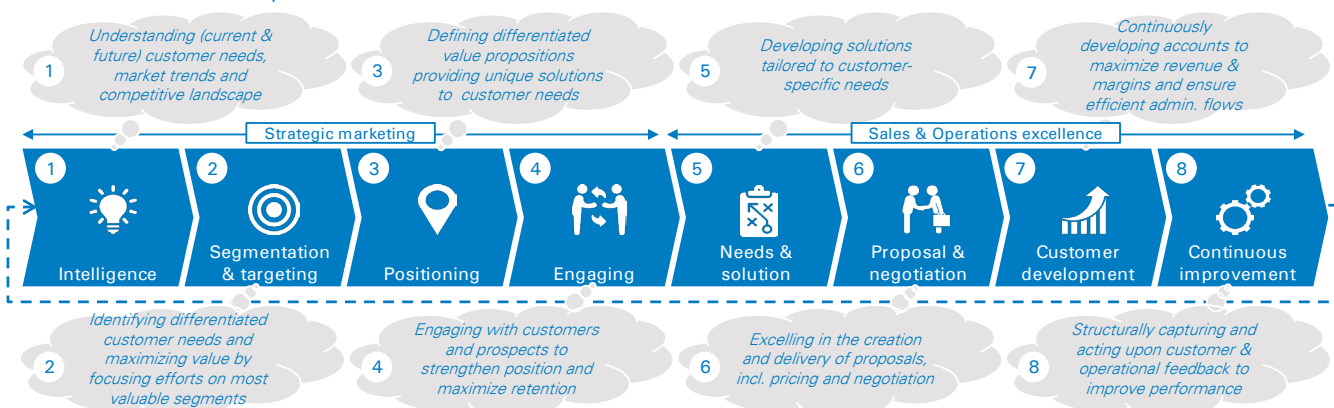 1
Understanding (current &
future) customer needs,
market trends and
competitive landscape
3
Defining differentiated
value propositions
providing unique solutions
to customer needs
5
Developing solutions
tailored to customer-
specific needs
7
Continuously
developing accounts to
maximize revenue &
margins and ensure
efficient admin. flows
Strategic marketing
Sales & Operations excellence
1
Intelligence
2
Segmentation
& targeting
3
Positioning
4
Engaging
5
Needs &
solution
6
Proposal &
negotiation
7
Customer
development
8
Continuous
improvement
2
Identifying differentiated
customer needs and
maximizing value by
focusing efforts on most
valuable segments
4
Engaging with customers
and prospects to
strengthen position and
maximize retention
6
Excelling in the creation
and delivery of proposals,
incl. pricing and negotiation
8
Structurally capturing and
acting upon customer &
operational feedback to
improve performance